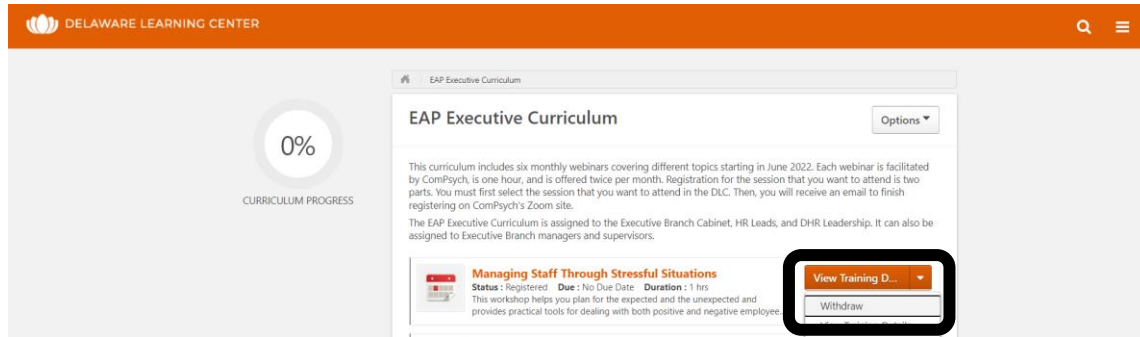 DELAWARE LEARNING CENTER
EAP Executive Curriculum
0%
CURRICULUM PROGRESS
EAP Executive Curriculum
Options
This curriculum includes six monthly webinars covering different topics starting in June 2022. Each webinar is facilitated
by ComPsych, is one hour, and is offered twice per month. Registration for the session that you want to attend is two
parts. You must first select the session that you want to attend in the DLC. Then, you will receive an email to finish
registering on ComPsych's Zoom site.
The EAP Executive Curriculum is assigned to the Executive Branch Cabinet, HR Leads, and DHR Leadership. It can also be
assigned to Executive Branch managers and supervisors.
Managing Staff Through Stressful Situations
Status : Registered Due : No Due Date Duration : 1 hrs
This workshop helps you plan for the expected and the unexpected and
provides practical tools for dealing with both positive and negative employee...
View Training D...
Withdraw